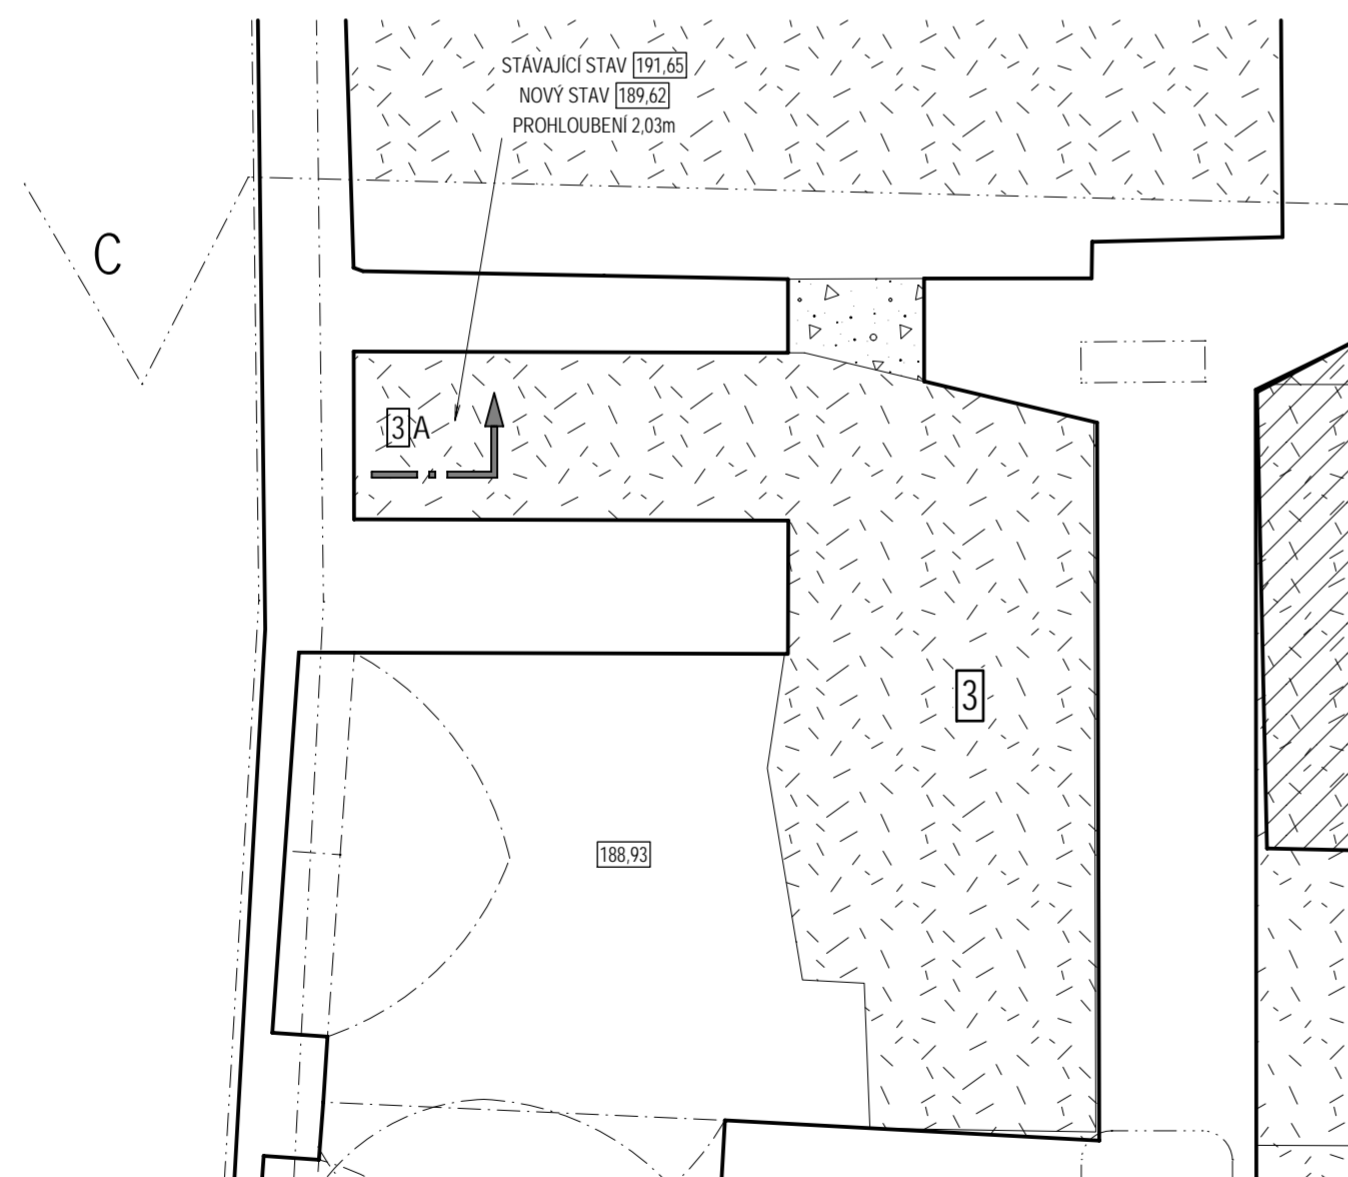 STÁVAJÍCÍ STAV 191,65
NOVÝ STAV 189,62
PROHLOUBENÍ 2,03m
C
3 A
3
188,93